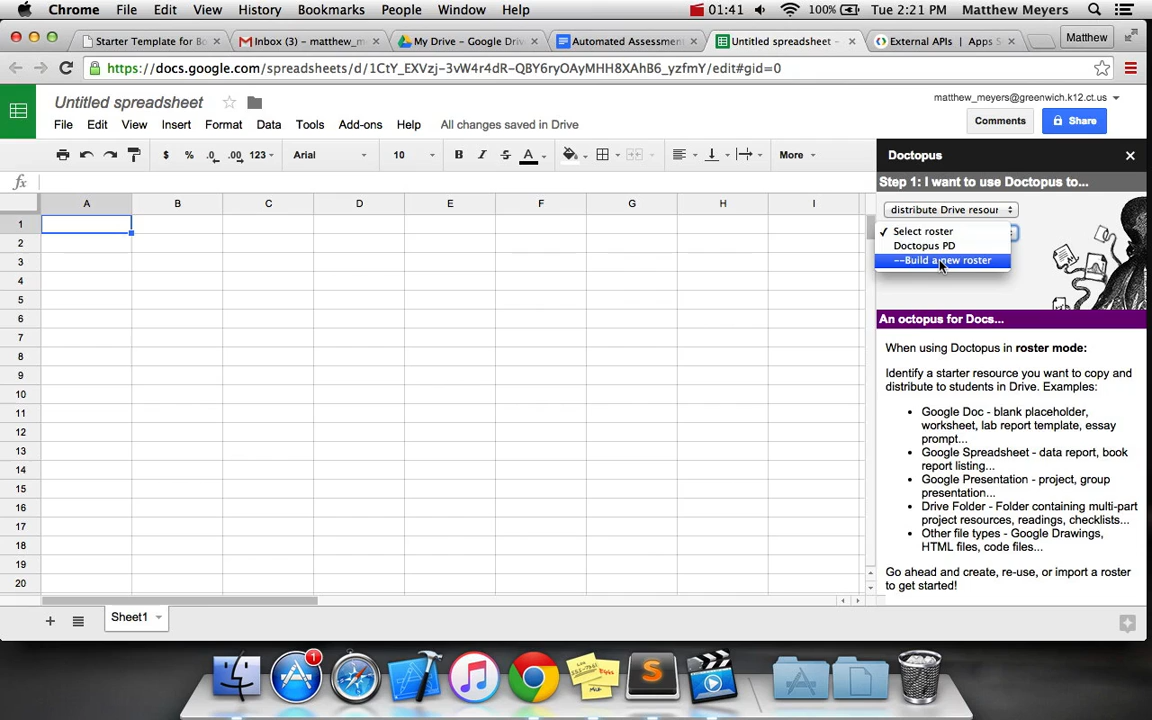 Chrome File Edit View History Bookmarks People Window Help 01:41 100% Tue 2:21 PM Matthew Meyers
Starter Template for Bo Inbox (3) – matthew_m My Drive – Google Dri Automated Assessment Untitled spreadsheet – External APIs | Apps S Matthew
https://docs.google.com/spreadsheets/d/1CtY_EXVzj-3vW4r4dR-QBY6ryOAyMHH8XAhB6_yzfmY/edit#gid=0
Untitled spreadsheet
matthew_meyers@greenwich.k12.ct.us
File Edit View Insert Format Data Tools Add-ons Help All changes saved in Drive
Comments Share
$ % .0 .00 123 Arial 10 B I S A More
fx
Doctopus
Step 1: I want to use Doctopus to...
distribute Drive resour
✓ Select roster
Doctopus PD
--Build a new roster
An octopus for Docs...
When using Doctopus in roster mode:
Identify a starter resource you want to copy and
distribute to students in Drive. Examples:
• Google Doc - blank placeholder,
worksheet, lab report template, essay
prompt...
• Google Spreadsheet - data report, book
report listing...
• Google Presentation - project, group
presentation...
• Drive Folder - Folder containing multi-part
project resources, readings, checklists...
• Other file types - Google Drawings,
HTML files, code files...
Go ahead and create, re-use, or import a roster
to get started!
A B C D E F G H I
1
2
3
4
5
6
7
8
9
10
11
12
13
14
15
16
17
18
19
20
Sheet1
1